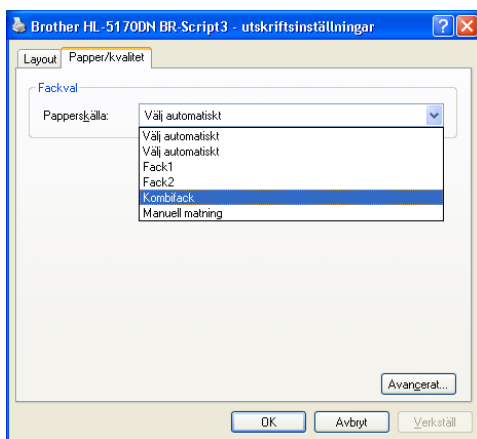 Brother HL-5170DN BR-Script3 - utskriftsinställningar
Layout Papper/kvalitet
Fackval
Papperskälla: Välj automatiskt
Välj automatiskt
Välj automatiskt
Fack1
Fack2
Kombifack
Manuell matning
Avancerat...
OK Avbryt Verkställ